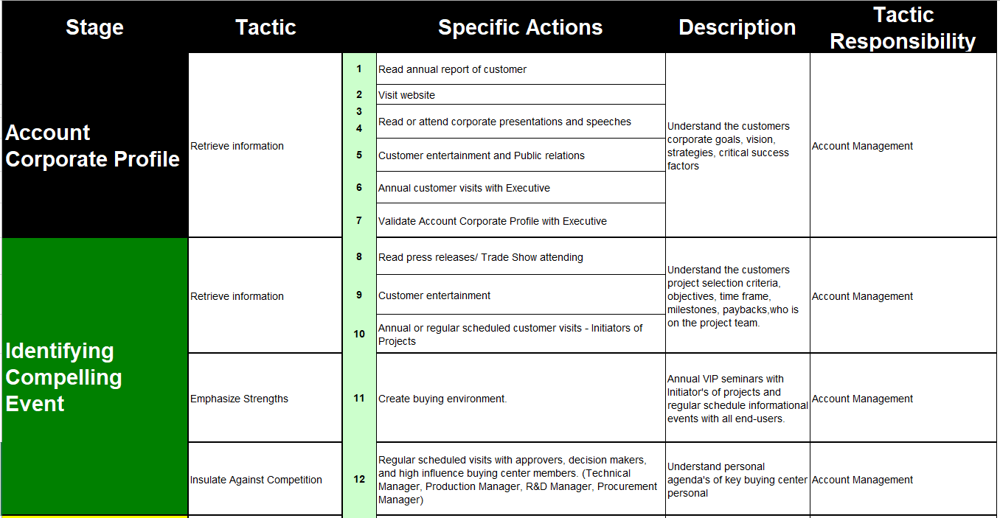 Stage Tactic Specific Actions Description Tactic
Responsibility
Account
Corporate Profile
Retrieve information
1 Read annual report of customer
2 Visit website
3
4
Read or attend corporate presentations and speeches
5 Customer entertainment and Public relations
6 Annual customer visits with Executive
7 Validate Account Corporate Profile with Executive
Understand the customers
corporate goals, vision,
strategies, critical success
factors
Account Management
Identifying
Compelling
Event
Retrieve information
8 Read press releases/ Trade Show attending
9 Customer entertainment
10 Annual or regular scheduled customer visits - Initiators of
Projects
Understand the customers
project selection criteria,
objectives, time frame,
milestones, paybacks,who is
on the project team.
Account Management
Emphasize Strengths
11 Create buying environment.
Annual VIP seminars with
Initiator's of projects and
regular schedule informational
events with all end-users.
Account Management
Insulate Against Competition
12 Regular scheduled visits with approvers, decision makers,
and high influence buying center members. (Technical
Manager, Production Manager, R&D Manager, Procurement
Manager)
Understand personal
agenda's of key buying center
personal
Account Management